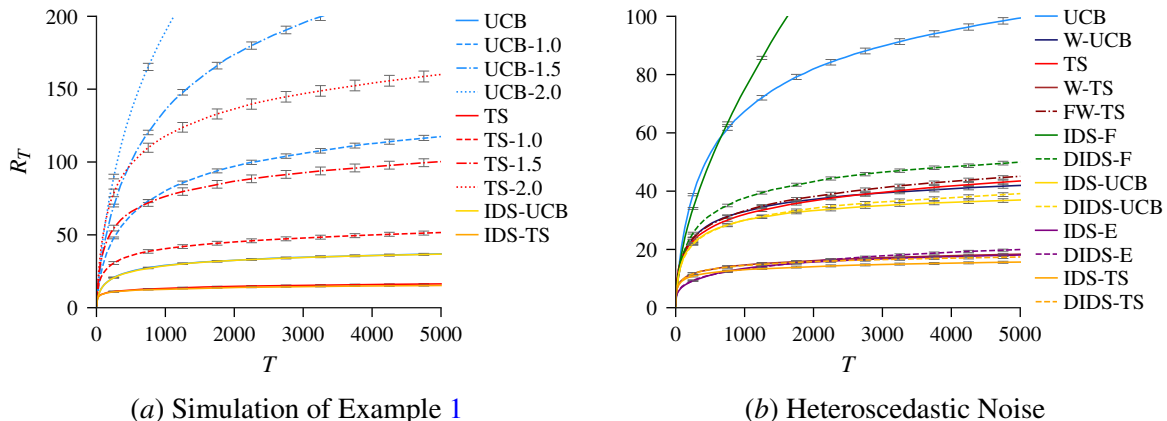 200
150
100
50
0
R_T
0
1000
2000
3000
4000
5000
T
UCB
UCB-1.0
UCB-1.5
UCB-2.0
TS
TS-1.0
TS-1.5
TS-2.0
IDS-UCB
IDS-TS
(a) Simulation of Example 1
100
80
60
40
20
0
0
1000
2000
3000
4000
5000
T
UCB
W-UCB
TS
W-TS
FW-TS
IDS-F
DIDS-F
IDS-UCB
DIDS-UCB
IDS-E
DIDS-E
IDS-TS
DIDS-TS
(b) Heteroscedastic Noise